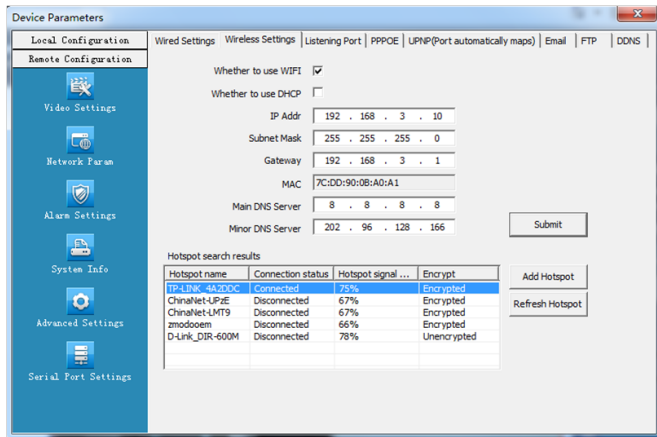 Device Parameters
Local Configuration
Remote Configuration
Video Settings
Network Param
Alarm Settings
System Info
Advanced Settings
Serial Port Settings
Wired Settings Wireless Settings Listening Port PPPOE UPNP(Port automatically maps) Email FTP DDNS
Whether to use WIFI
Whether to use DHCP
IP Addr 192 . 168 . 3 . 10
Subnet Mask 255 . 255 . 255 . 0
Gateway 192 . 168 . 3 . 1
MAC 7C:DD:90:0B:A0:A1
Main DNS Server 8 . 8 . 8 . 8
Minor DNS Server 202 . 96 . 128 . 166
Submit
Hotspot search results
Hotspot name Connection status Hotspot signal ... Encrypt
TP-LINK_4A2DDC Connected 75% Encrypted
ChinaNet-UPzE Disconnected 67% Encrypted
ChinaNet-LMT9 Disconnected 67% Encrypted
zmodooem Disconnected 66% Encrypted
D-Link_DIR-600M Disconnected 78% Unencrypted
Add Hotspot
Refresh Hotspot